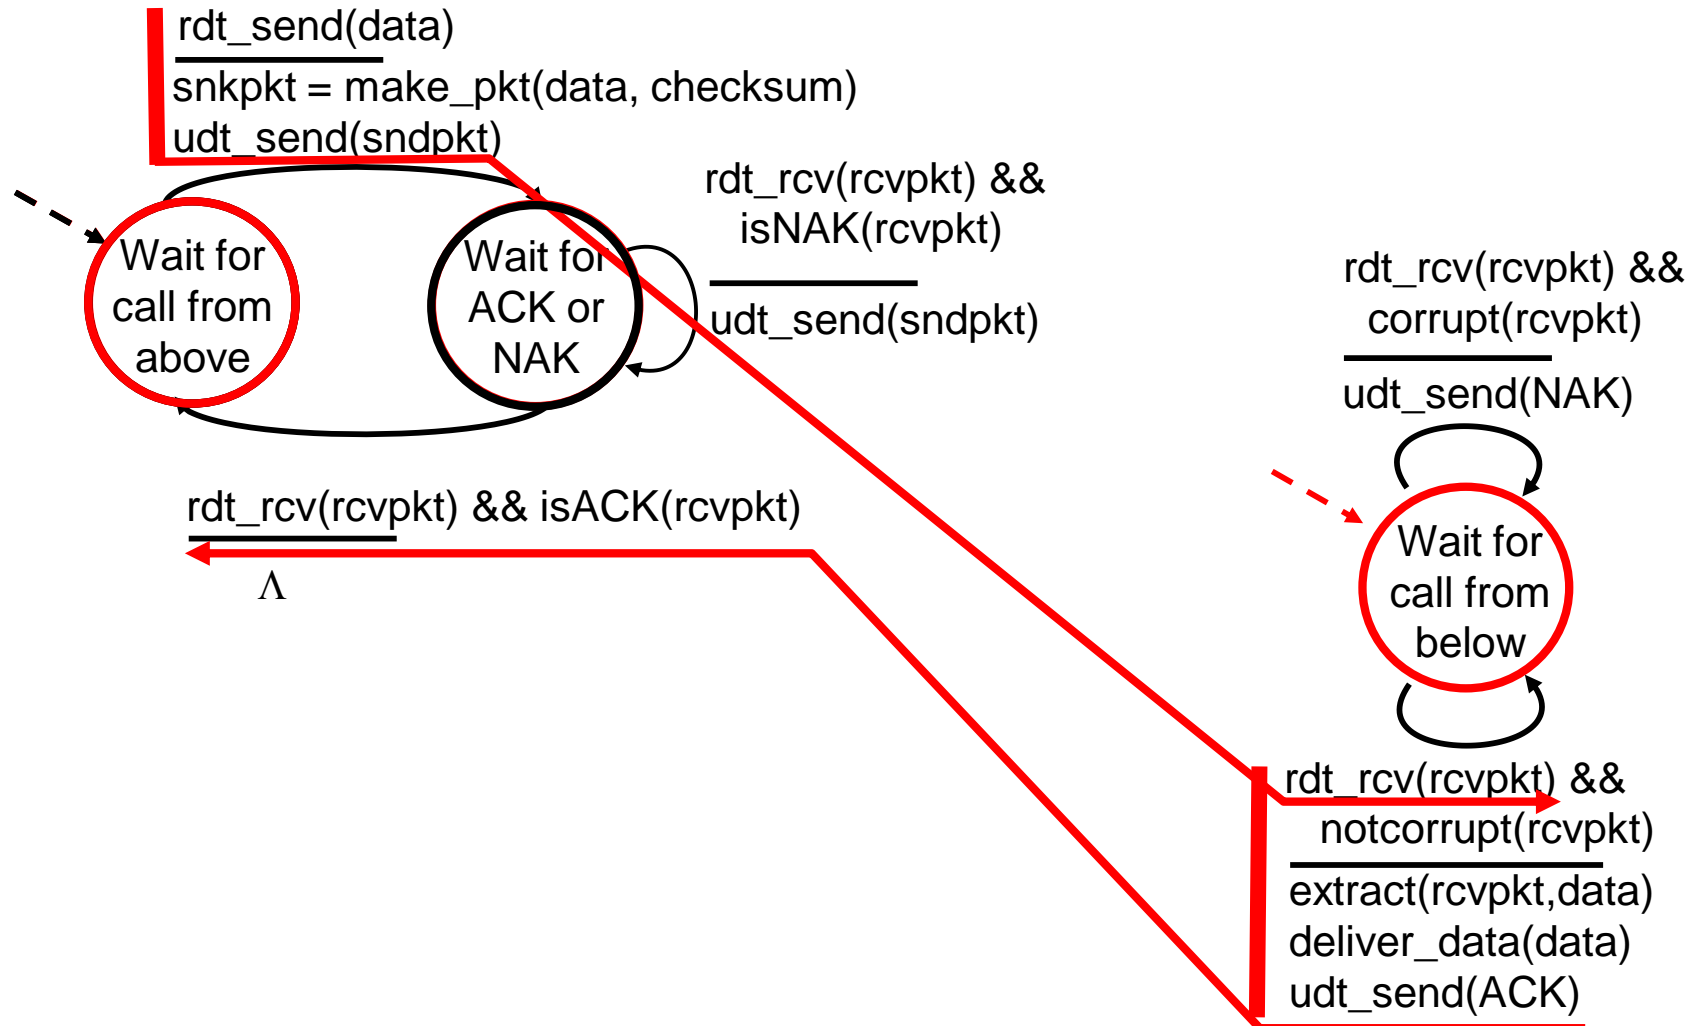 rdt_send(data)
snkpkt = make_pkt(data, checksum)
udt_send(sndpkt)
rdt_rcv(rcvpkt) &&
isNAK(rcvpkt)
udt_send(sndpkt)
Wait for
call from
above
Wait for
ACK or
NAK
rdt_rcv(rcvpkt) && isACK(rcvpkt)
Λ
rdt_rcv(rcvpkt) &&
corrupt(rcvpkt)
udt_send(NAK)
Wait for
call from
below
rdt_rcv(rcvpkt) &&
notcorrupt(rcvpkt)
extract(rcvpkt,data)
deliver_data(data)
udt_send(ACK)